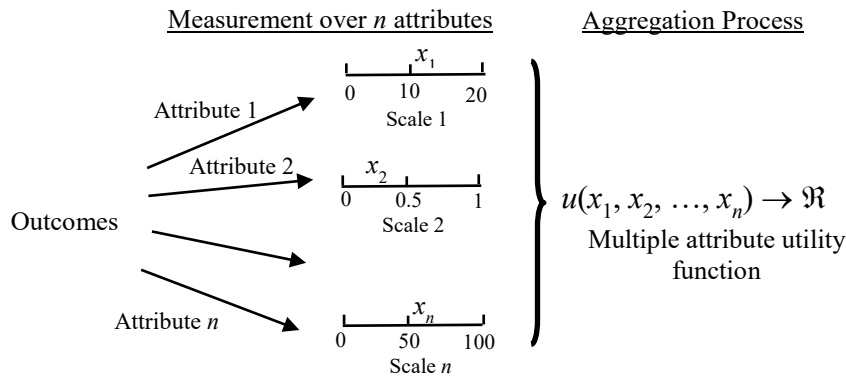 Measurement over n attributes
Aggregation Process
x₁
0 10 20
Scale 1
Attribute 1
Attribute 2
x₂
0 0.5 1
Scale 2
Outcomes
u(x₁, x₂, …, xₙ) → ℜ
Multiple attribute utility
function
Attribute n
xₙ
0 50 100
Scale n